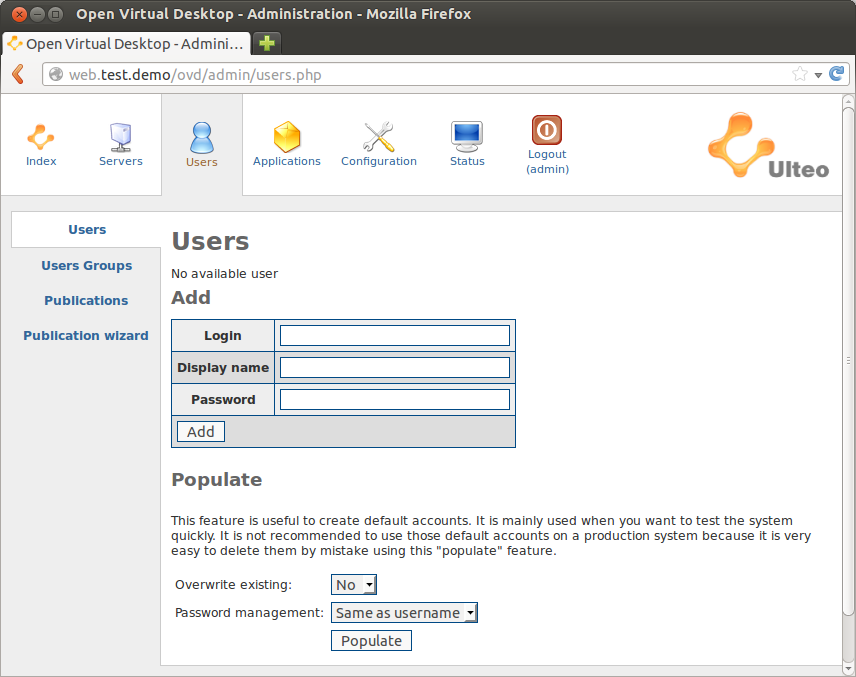 Open Virtual Desktop - Administration - Mozilla Firefox
Open Virtual Desktop - Admini...
web.test.demo/ovd/admin/users.php
Index
Servers
Users
Applications
Configuration
Status
Logout
(admin)
Ulteo
Users
Users Groups
Publications
Publication wizard
Users
No available user
Add
Login
Display name
Password
Add
Populate
This feature is useful to create default accounts. It is mainly used when you want to test the system
quickly. It is not recommended to use those default accounts on a production system because it is very
easy to delete them by mistake using this "populate" feature.
Overwrite existing: No
Password management: Same as username
Populate